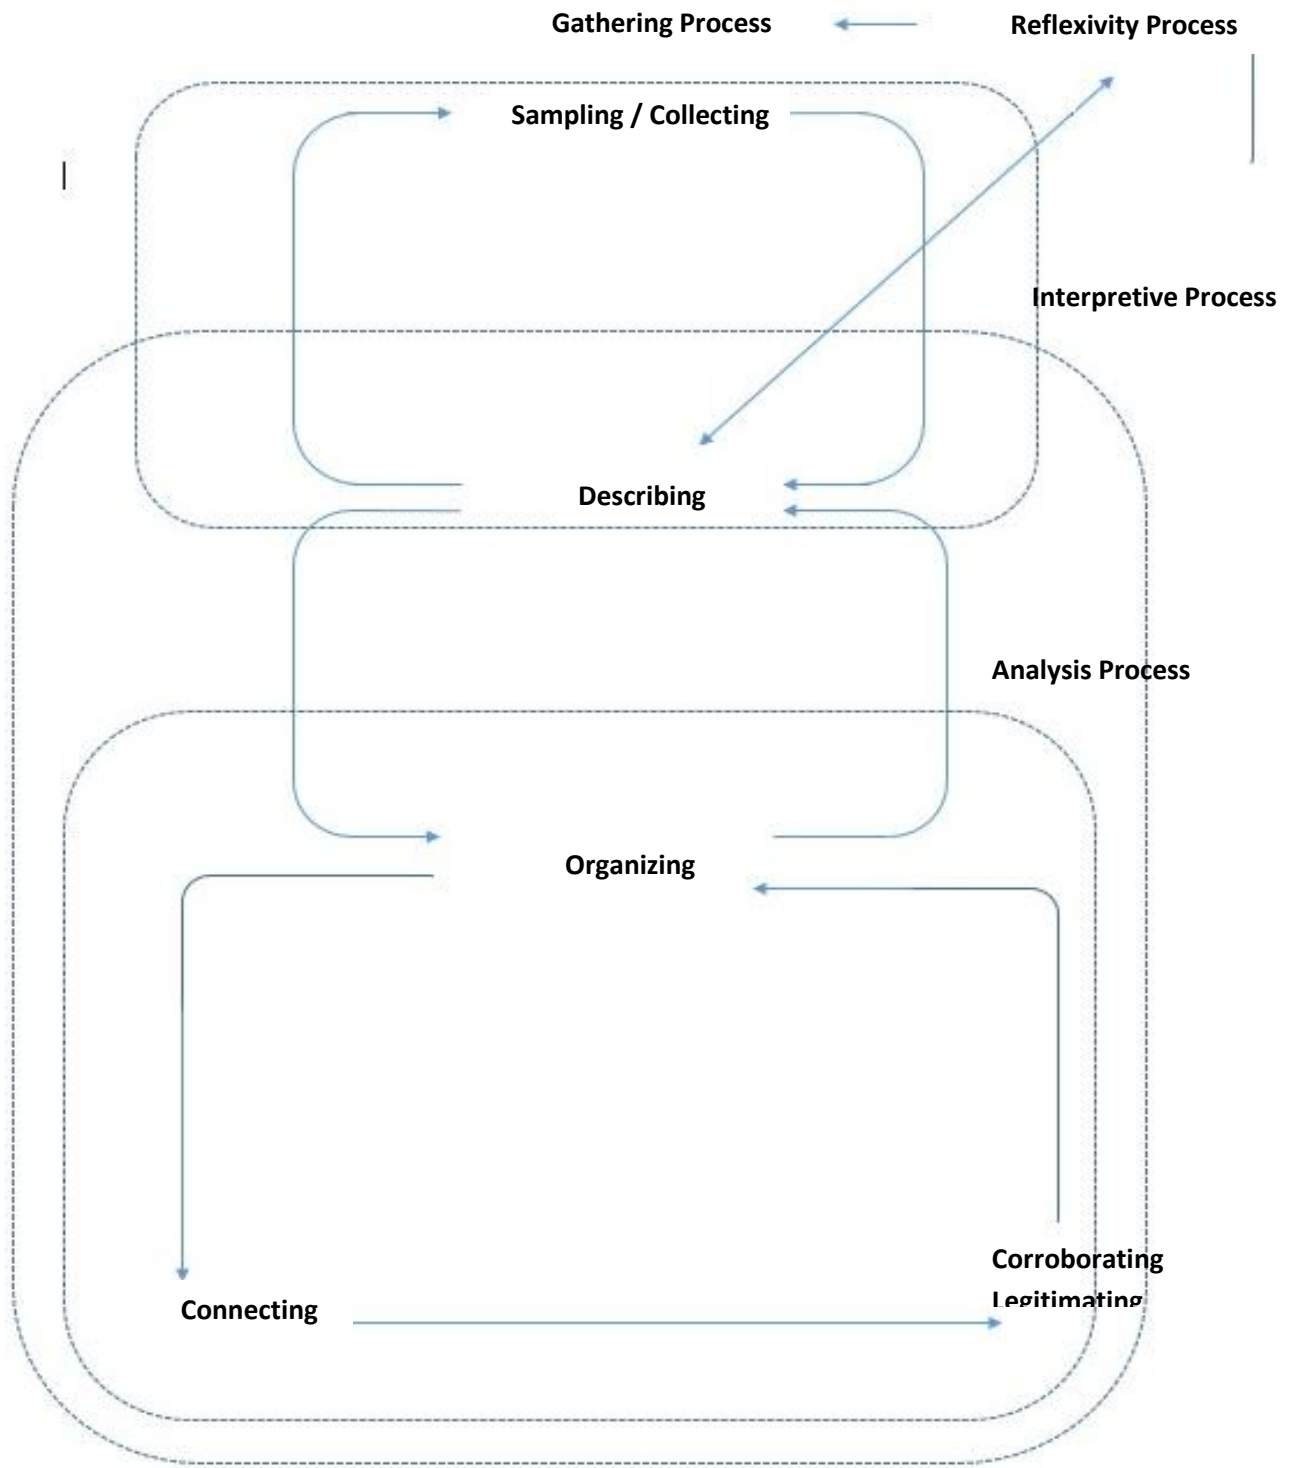 Gathering Process
Reflexivity Process
Sampling / Collecting
Interpretive Process
Describing
Analysis Process
Organizing
Corroborating
Legitimating
Connecting